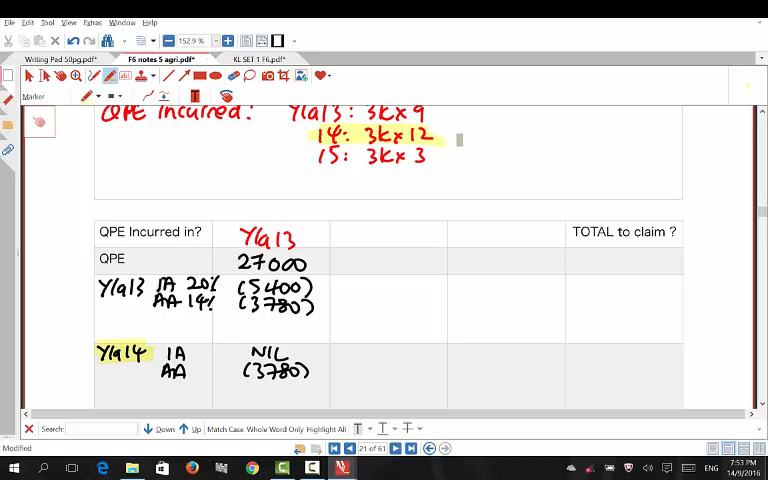 File Edit Tool View Extras Window Help
152.9 %
Writing Pad 50pg.pdf* F6 notes 5 agri.pdf* KL SET 1 F6.pdf*
Marker
QPE Incurred: Y/a13: 3k x 9
14: 3k x 12
15: 3k x 3
QPE Incurred in? Y/a13 TOTAL to claim ?
QPE 27000
Y/a13 IA 20% (5400)
AA 14% (3780)
Y/a14 IA NIL
AA (3780)
Search: Down Up Match Case Whole Word Only Highlight All
Modified 21 of 61
ENG 7:53 PM
14/9/2016